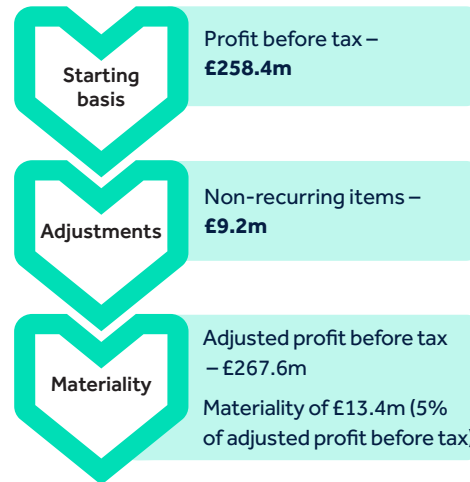 Starting
basis
Profit before tax –
£258.4m
Adjustments
Non-recurring items –
£9.2m
Materiality
Adjusted profit before tax
– £267.6m
Materiality of £13.4m (5%
of adjusted profit before tax)